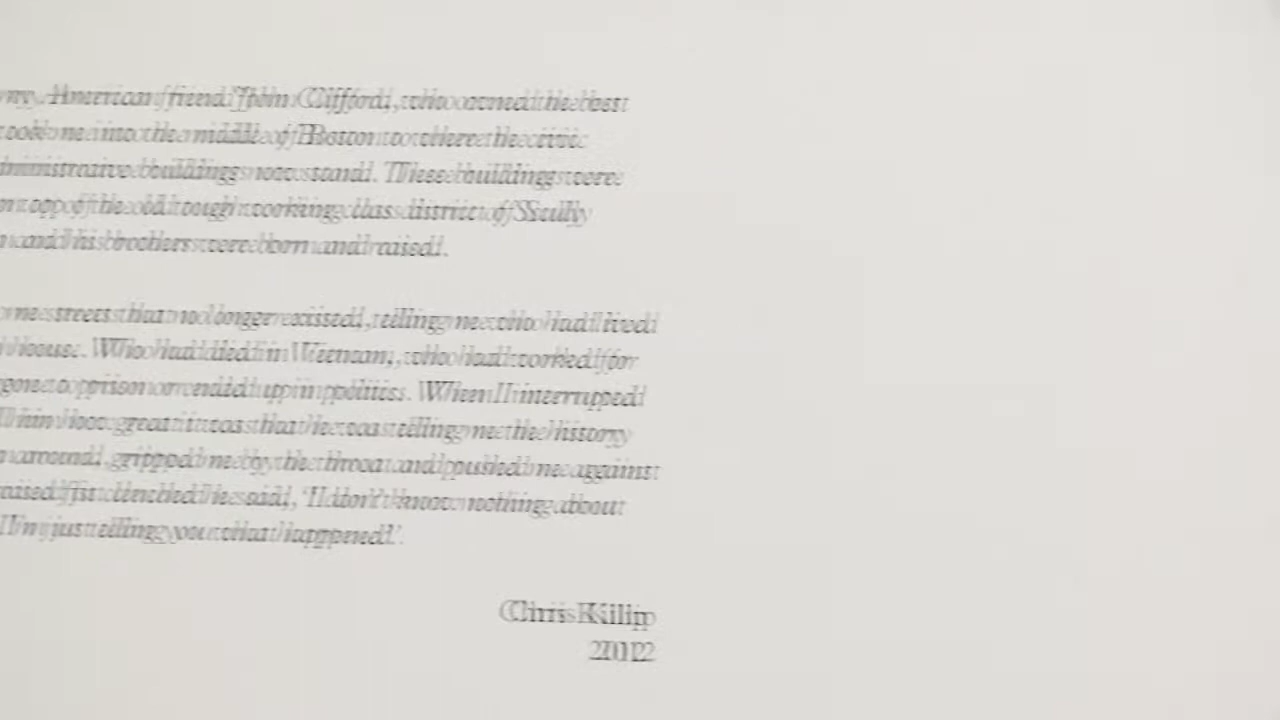 my American friend John Clifford, who owned the best
took me into the middle of Boston to where the civic
administrative buildings now stand. These buildings were
on top of the old tough working class district of Scully
and his brothers were born and raised.
me streets that no longer existed, telling me who had lived
house. Who had died in Vietnam, who had worked for
gone to prison or ended up in politics. When I interrupped
him how great it was that he was telling me the history
around, gripped me by the throat and pushed me against
raised fist clenched he said, 'I don't know nothing about
I'm just telling you what happened'.
Chris Killip
2012